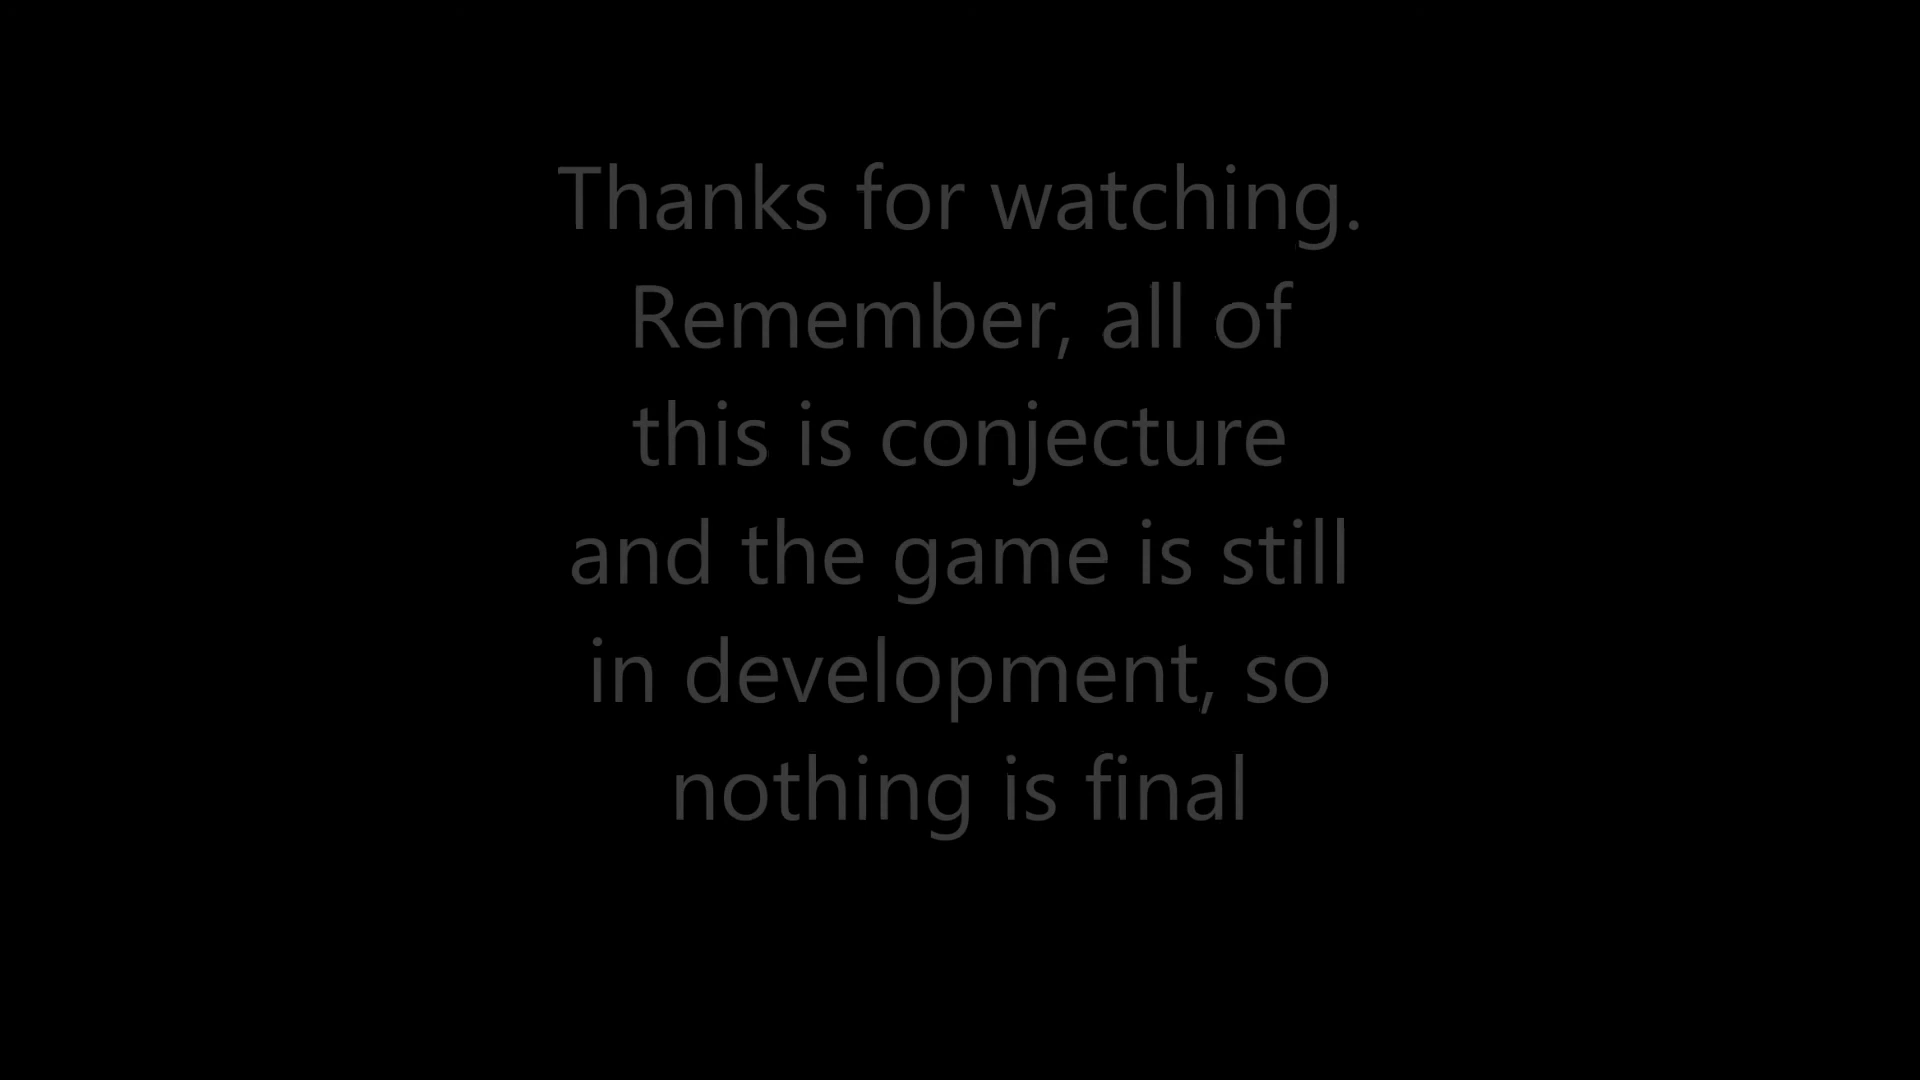 Thanks for watching.
Remember, all of
this is conjecture
and the game is still
in development, so
nothing is final